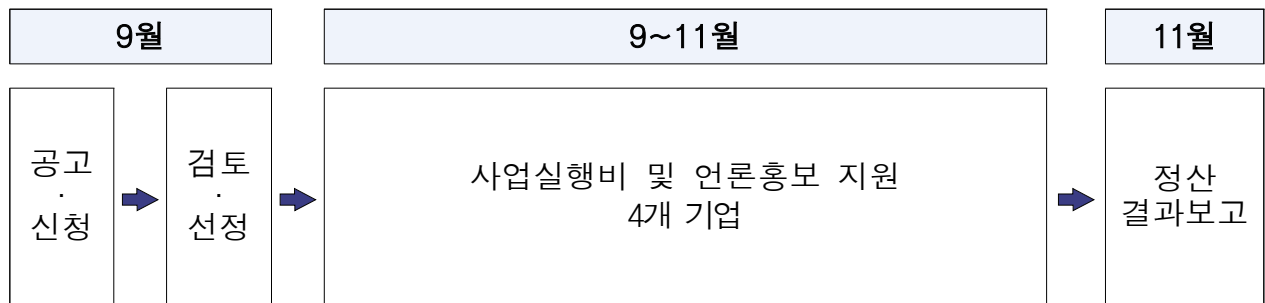 9월
9~11월
11월
공고
·
신청
검토
·
선정
사업실행비 및 언론홍보 지원
4개 기업
정산
결과보고